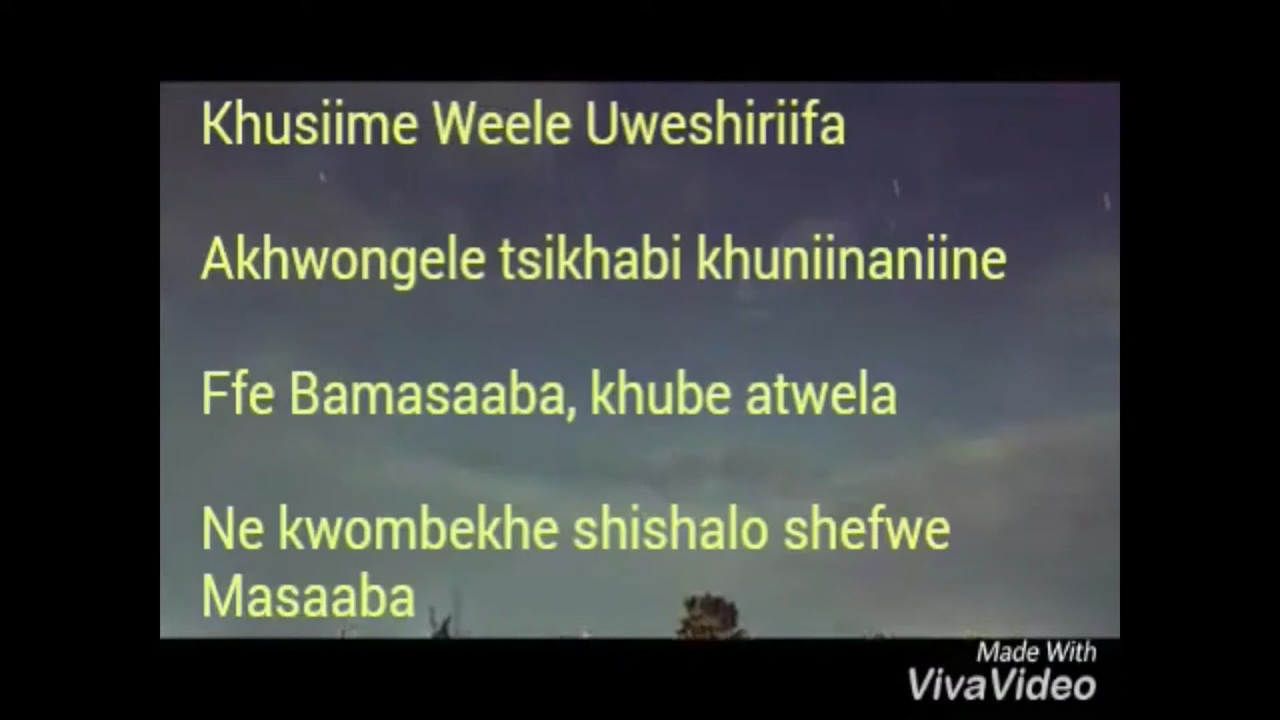 Khusiime Weele Uweshiriifa
Akhwongele tsikhabi khuniinaniine
Ffe Bamasaaba, khube atwela
Ne kwombekhe shishalo shefwe
Masaaba
Made With
VivaVideo